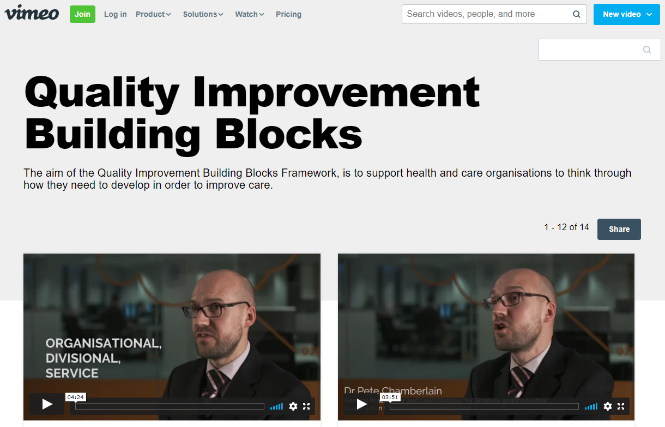 vimeo
Join Log in Product Solutions Watch Pricing
Search videos, people, and more
New video
Quality Improvement
Building Blocks
The aim of the Quality Improvement Building Blocks Framework, is to support health and care organisations to think through
how they need to develop in order to improve care.
1 - 12 of 14 Share
ORGANISATIONAL,
DIVISIONAL,
SERVICE
04:24
Dr Pete Chamberlain
03:51